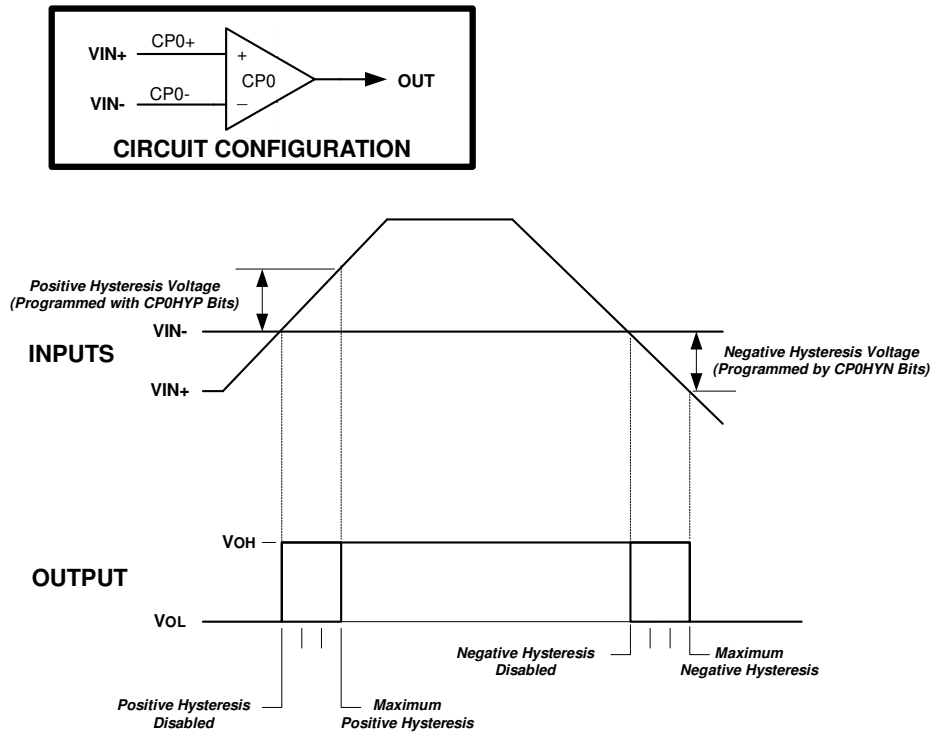 VIN+
CP0+
+
CP0
OUT
VIN-
CP0-
_
CIRCUIT CONFIGURATION
Positive Hysteresis Voltage
(Programmed with CP0HYP Bits)
VIN-
INPUTS
VIN+
Negative Hysteresis Voltage
(Programmed by CP0HYN Bits)
VOH
OUTPUT
VOL
Negative Hysteresis
Disabled
Maximum
Negative Hysteresis
Positive Hysteresis
Disabled
Maximum
Positive Hysteresis